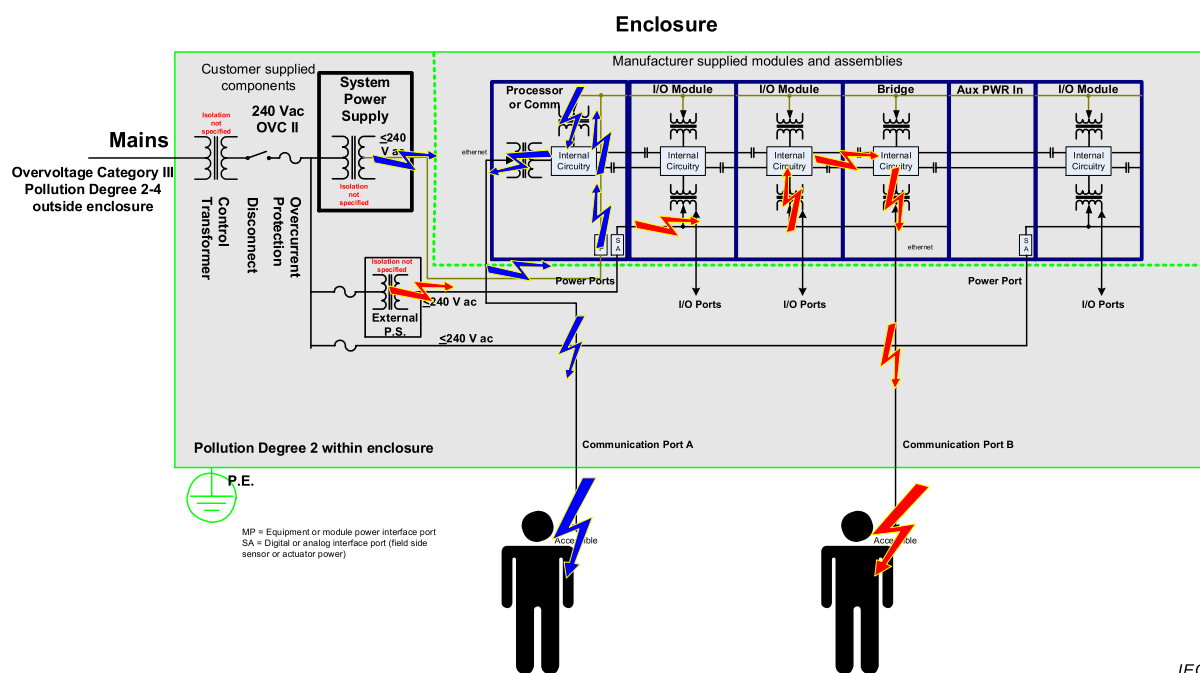 Enclosure
Manufacturer supplied modules and assemblies
Customer supplied
components
System
Power
Supply
240 Vac
OVC II
Isolation
not
specified
Mains
Overvoltage Category III
Pollution Degree 2-4
outside enclosure
Control
Transformer
Disconnect
Overcurrent
Protection
≤240
V ac
Isolation
not
specified
Processor
or Comm
I/O Module
I/O Module
Bridge
Aux PWR In
I/O Module
ethernet
Internal
Circuitry
Internal
Circuitry
Internal
Circuitry
Internal
Circuitry
Internal
Circuitry
S
A
S
A
ethernet
Power Ports
Power Port
I/O Ports
I/O Ports
I/O Ports
Isolation not
specified
External
P.S.
≤240 V ac
≤240 V ac
Communication Port A
Communication Port B
Pollution Degree 2 within enclosure
P.E.
MP = Equipment or module power interface port
SA = Digital or analog interface port (field side
sensor or actuator power)
IEC